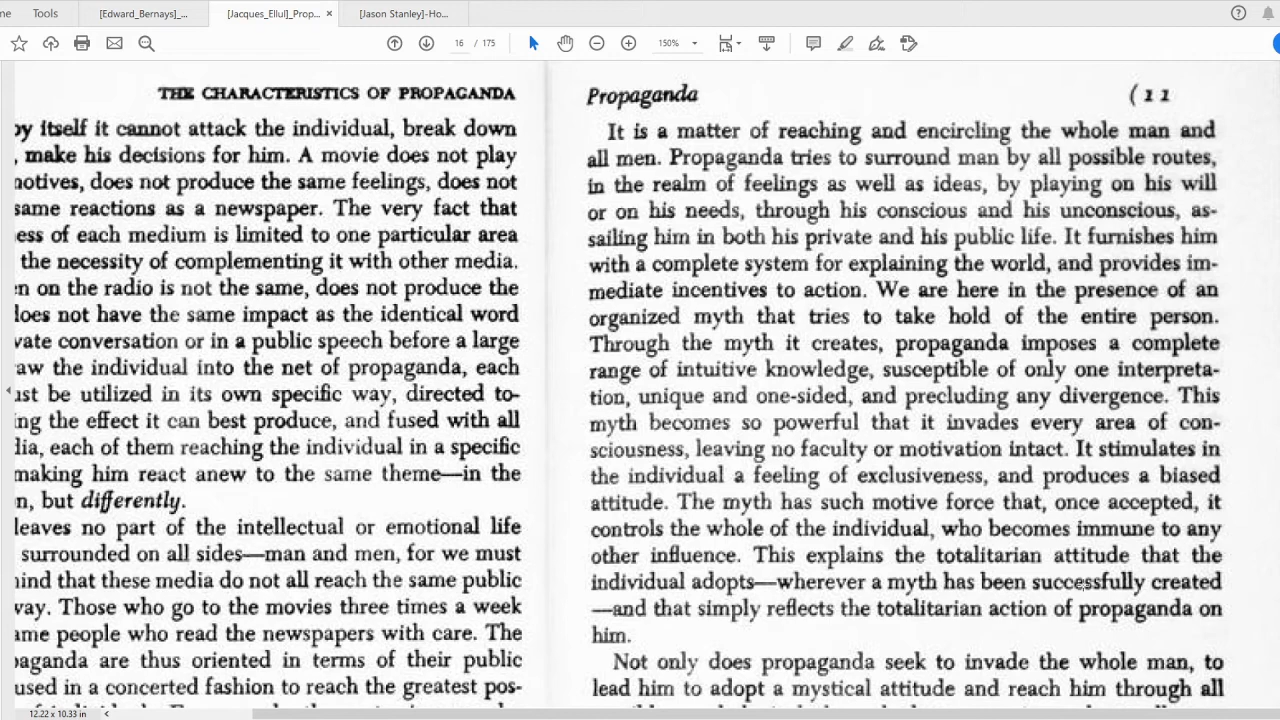 ne
Tools
[Edward_Bernays]_...
[Jacques_Ellul]_Prop...
[Jason Stanley]-Ho...
16 / 175
150%
THE CHARACTERISTICS OF PROPAGANDA
by itself it cannot attack the individual, break down
, make his decisions for him. A movie does not play
notives, does not produce the same feelings, does not
same reactions as a newspaper. The very fact that
ess of each medium is limited to one particular area
the necessity of complementing it with other media.
n on the radio is not the same, does not produce the
does not have the same impact as the identical word
vate conversation or in a public speech before a large
aw the individual into the net of propaganda, each
ust be utilized in its own specific way, directed to-
ing the effect it can best produce, and fused with all
dia, each of them reaching the individual in a specific
making him react anew to the same theme—in the
n, but differently.
leaves no part of the intellectual or emotional life
surrounded on all sides—man and men, for we must
ind that these media do not all reach the same public
way. Those who go to the movies three times a week
ame people who read the newspapers with care. The
paganda are thus oriented in terms of their public
used in a concerted fashion to reach the greatest pos-
Propaganda (11
It is a matter of reaching and encircling the whole man and
all men. Propaganda tries to surround man by all possible routes,
in the realm of feelings as well as ideas, by playing on his will
or on his needs, through his conscious and his unconscious, as-
sailing him in both his private and his public life. It furnishes him
with a complete system for explaining the world, and provides im-
mediate incentives to action. We are here in the presence of an
organized myth that tries to take hold of the entire person.
Through the myth it creates, propaganda imposes a complete
range of intuitive knowledge, susceptible of only one interpreta-
tion, unique and one-sided, and precluding any divergence. This
myth becomes so powerful that it invades every area of con-
sciousness, leaving no faculty or motivation intact. It stimulates in
the individual a feeling of exclusiveness, and produces a biased
attitude. The myth has such motive force that, once accepted, it
controls the whole of the individual, who becomes immune to any
other influence. This explains the totalitarian attitude that the
individual adopts—wherever a myth has been successfully created
—and that simply reflects the totalitarian action of propaganda on
him.
Not only does propaganda seek to invade the whole man, to
lead him to adopt a mystical attitude and reach him through all
12.22 x 10.33 in